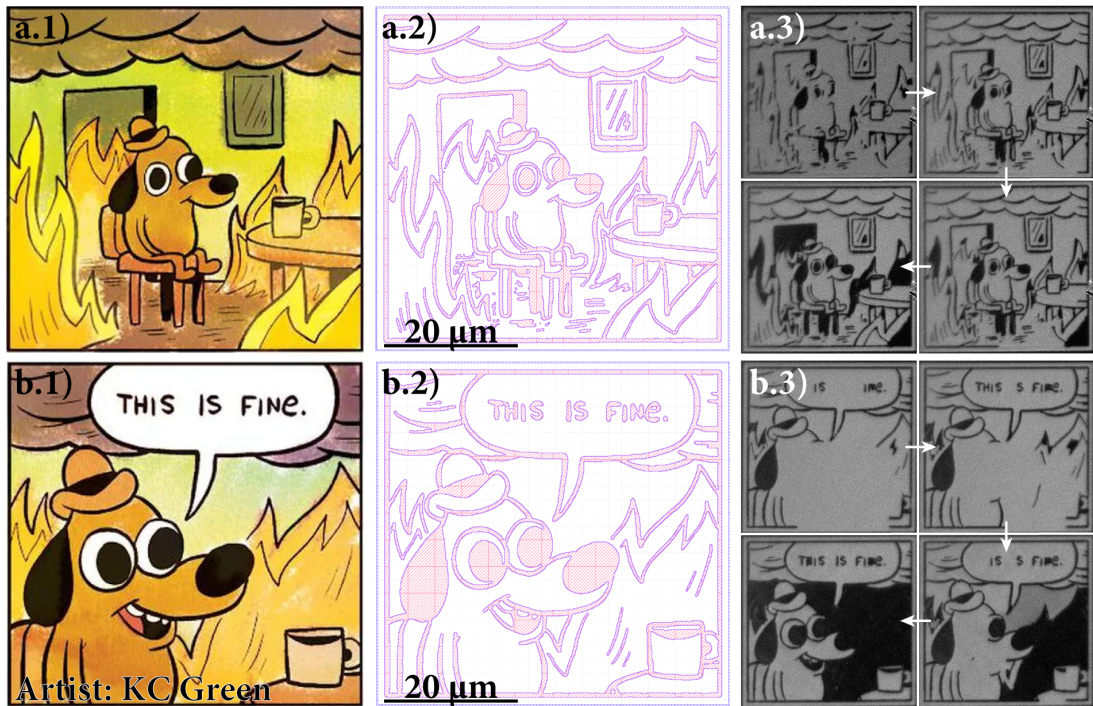 a.1)
a.2)
a.3)
20 μm
b.1)
THIS IS FINE.
Artist: KC Green
b.2)
THIS IS FINE.
20 μm
b.3)
IS INE.
THIS S FINE.
THIS IS FINE.
IS S FINE.